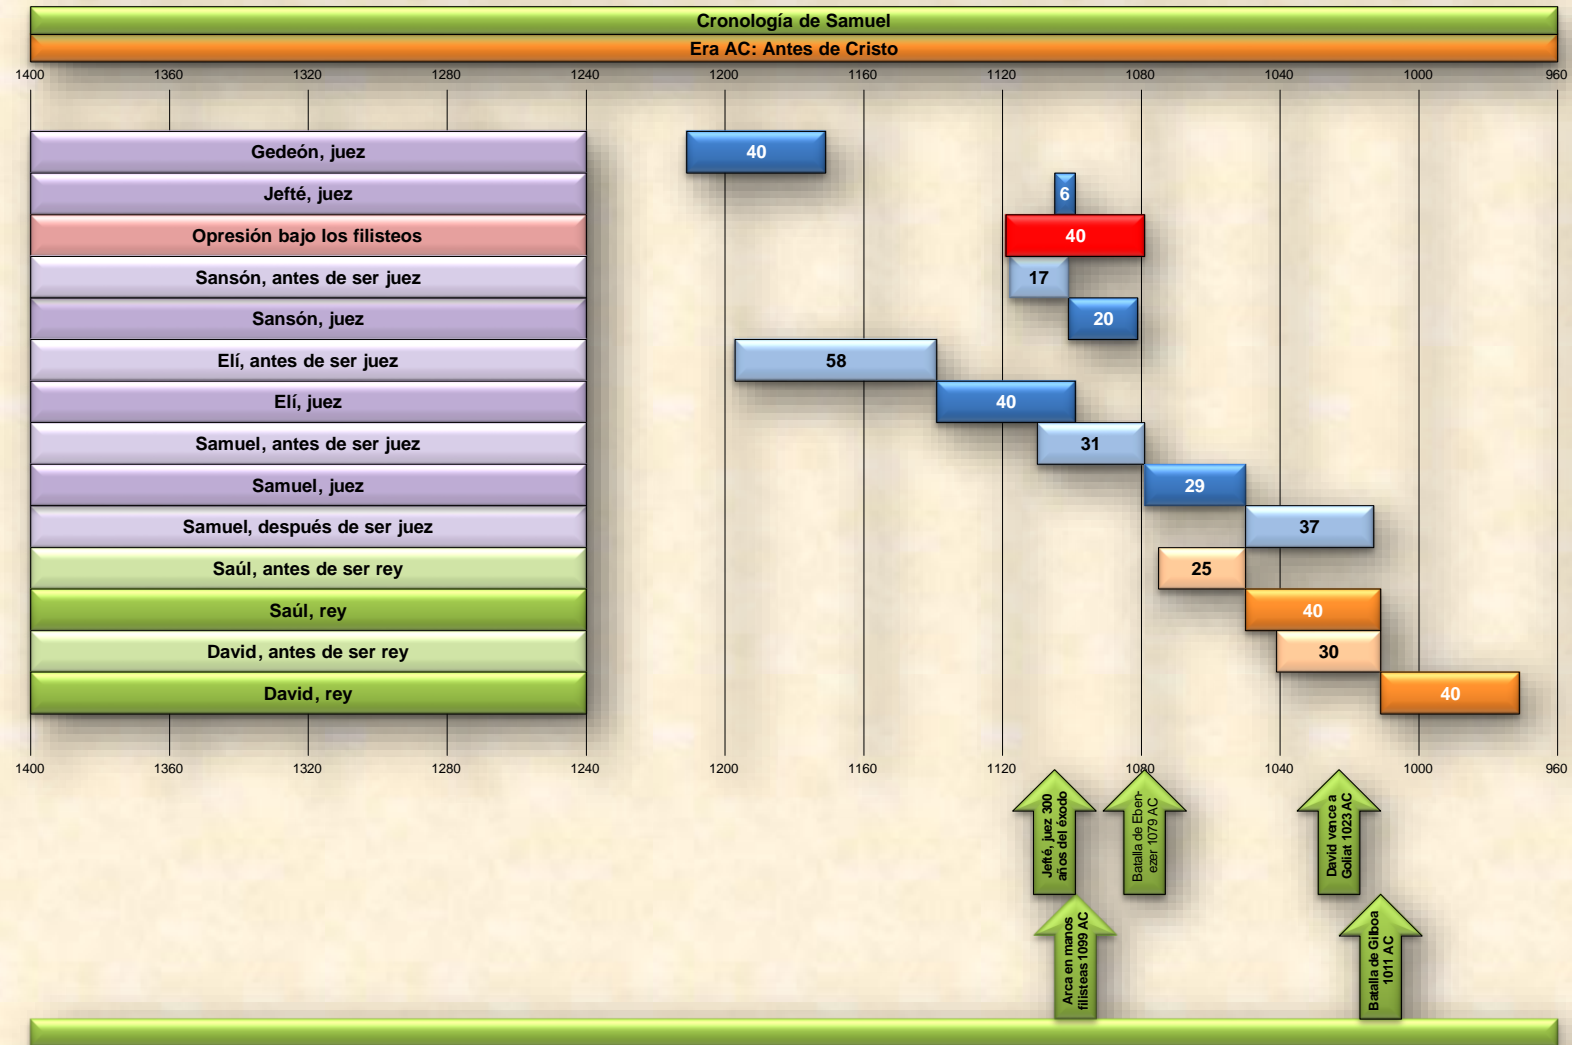 Cronología de Samuel
Era AC: Antes de Cristo
1400 1360 1320 1280 1240 1200 1160 1120 1080 1040 1000 960
Gedeón, juez 40
Jefté, juez 6
Opresión bajo los filisteos 40
Sansón, antes de ser juez 17
Sansón, juez 20
Elí, antes de ser juez 58
Elí, juez 40
Samuel, antes de ser juez 31
Samuel, juez 29
Samuel, después de ser juez 37
Saúl, antes de ser rey 25
Saúl, rey 40
David, antes de ser rey 30
David, rey 40
1400 1360 1320 1280 1240 1200 1160 1120 1080 1040 1000 960
Jefté, juez 300
años del éxodo
Batalla de Eben-
ezer 1079 AC
David vence a
Goliat 1023 AC
Arca en manos
filisteas 1099 AC
Batalla de Gilboa
1011 AC